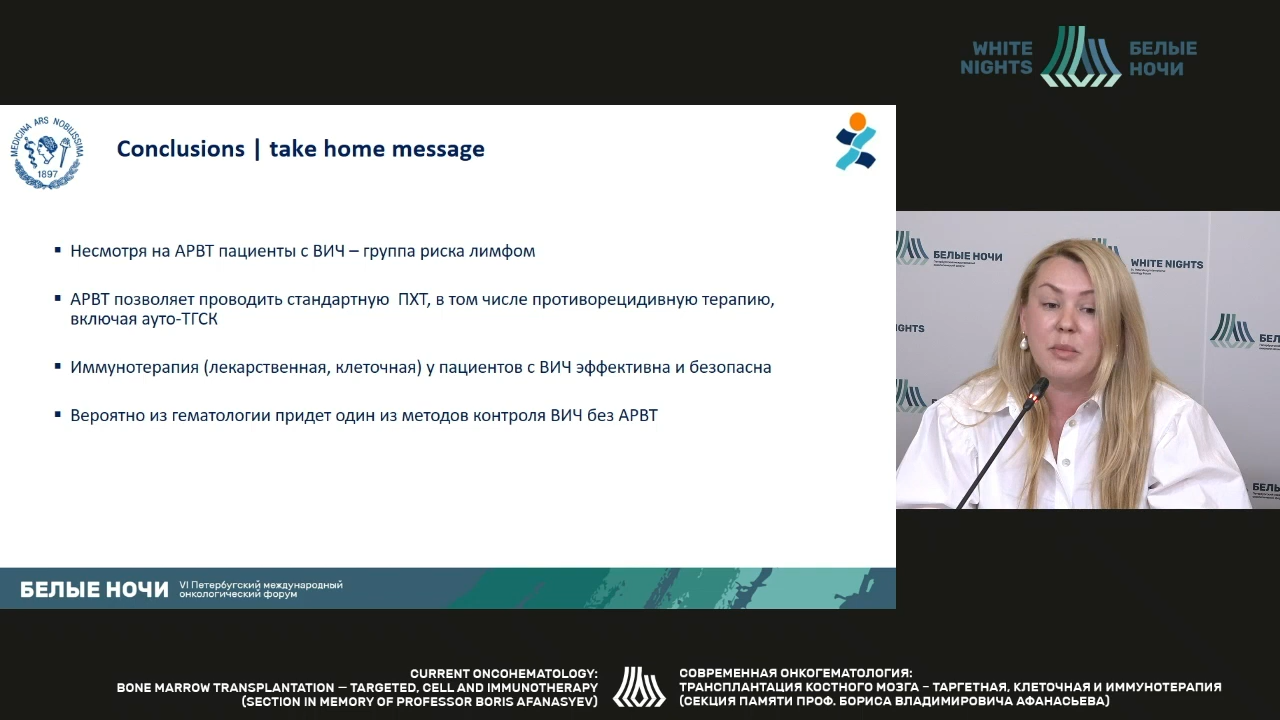 WHITE
NIGHTS
БЕЛЫЕ
НОЧИ
MEDICINA ARS NOBILISSIMA
1897
Conclusions | take home message
▪ Несмотря на АРВТ пациенты с ВИЧ – группа риска лимфом
▪ АРВТ позволяет проводить стандартную ПХТ, в том числе противорецидивную терапию,
включая ауто-ТГСК
▪ Иммунотерапия (лекарственная, клеточная) у пациентов с ВИЧ эффективна и безопасна
▪ Вероятно из гематологии придет один из методов контроля ВИЧ без АРВТ
БЕЛЫЕ НОЧИ
VI Петербугский международный
онкологический форум
БЕЛЫЕ НОЧИ
WHITE NIGHTS
GHTS
БЕЛ
БЕЛЫ
CURRENT ONCOHEMATOLOGY:
BONE MARROW TRANSPLANTATION — TARGETED, CELL AND IMMUNOTHERAPY
(SECTION IN MEMORY OF PROFESSOR BORIS AFANASYEV)
СОВРЕМЕННАЯ ОНКОГЕМАТОЛОГИЯ:
ТРАНСПЛАНТАЦИЯ КОСТНОГО МОЗГА – ТАРГЕТНАЯ, КЛЕТОЧНАЯ И ИММУНОТЕРАПИЯ
(СЕКЦИЯ ПАМЯТИ ПРОФ. БОРИСА ВЛАДИМИРОВИЧА АФАНАСЬЕВА)